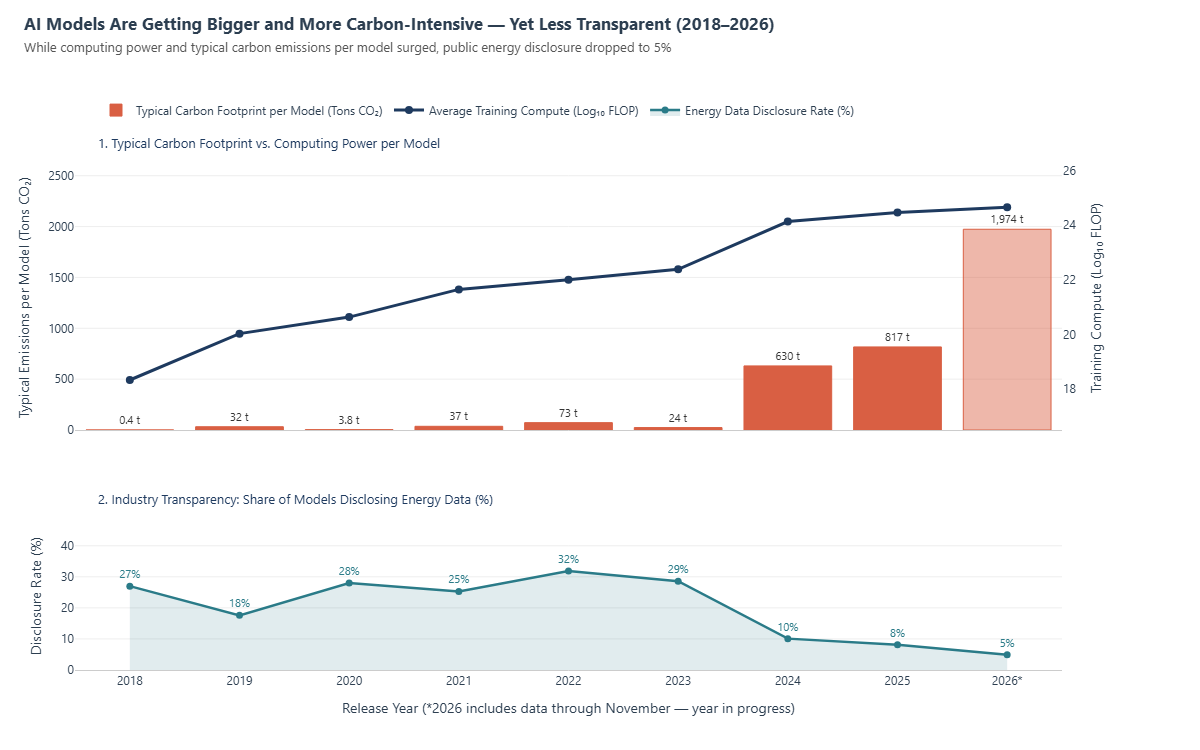 AI Models Are Getting Bigger and More Carbon-Intensive — Yet Less Transparent (2018–2026)
While computing power and typical carbon emissions per model surged, public energy disclosure dropped to 5%
Typical Carbon Footprint per Model (Tons CO₂) Average Training Compute (Log₁₀ FLOP) Energy Data Disclosure Rate (%)
1. Typical Carbon Footprint vs. Computing Power per Model
Typical Emissions per Model (Tons CO₂)
2500
2000
1500
1000
500
0
0.4 t 32 t 3.8 t 37 t 73 t 24 t 630 t 817 t 1,974 t
26
24
22
20
18
Training Compute (Log₁₀ FLOP)
2. Industry Transparency: Share of Models Disclosing Energy Data (%)
Disclosure Rate (%)
40
30
20
10
0
27% 18% 28% 25% 32% 29% 10% 8% 5%
2018 2019 2020 2021 2022 2023 2024 2025 2026*
Release Year (*2026 includes data through November — year in progress)